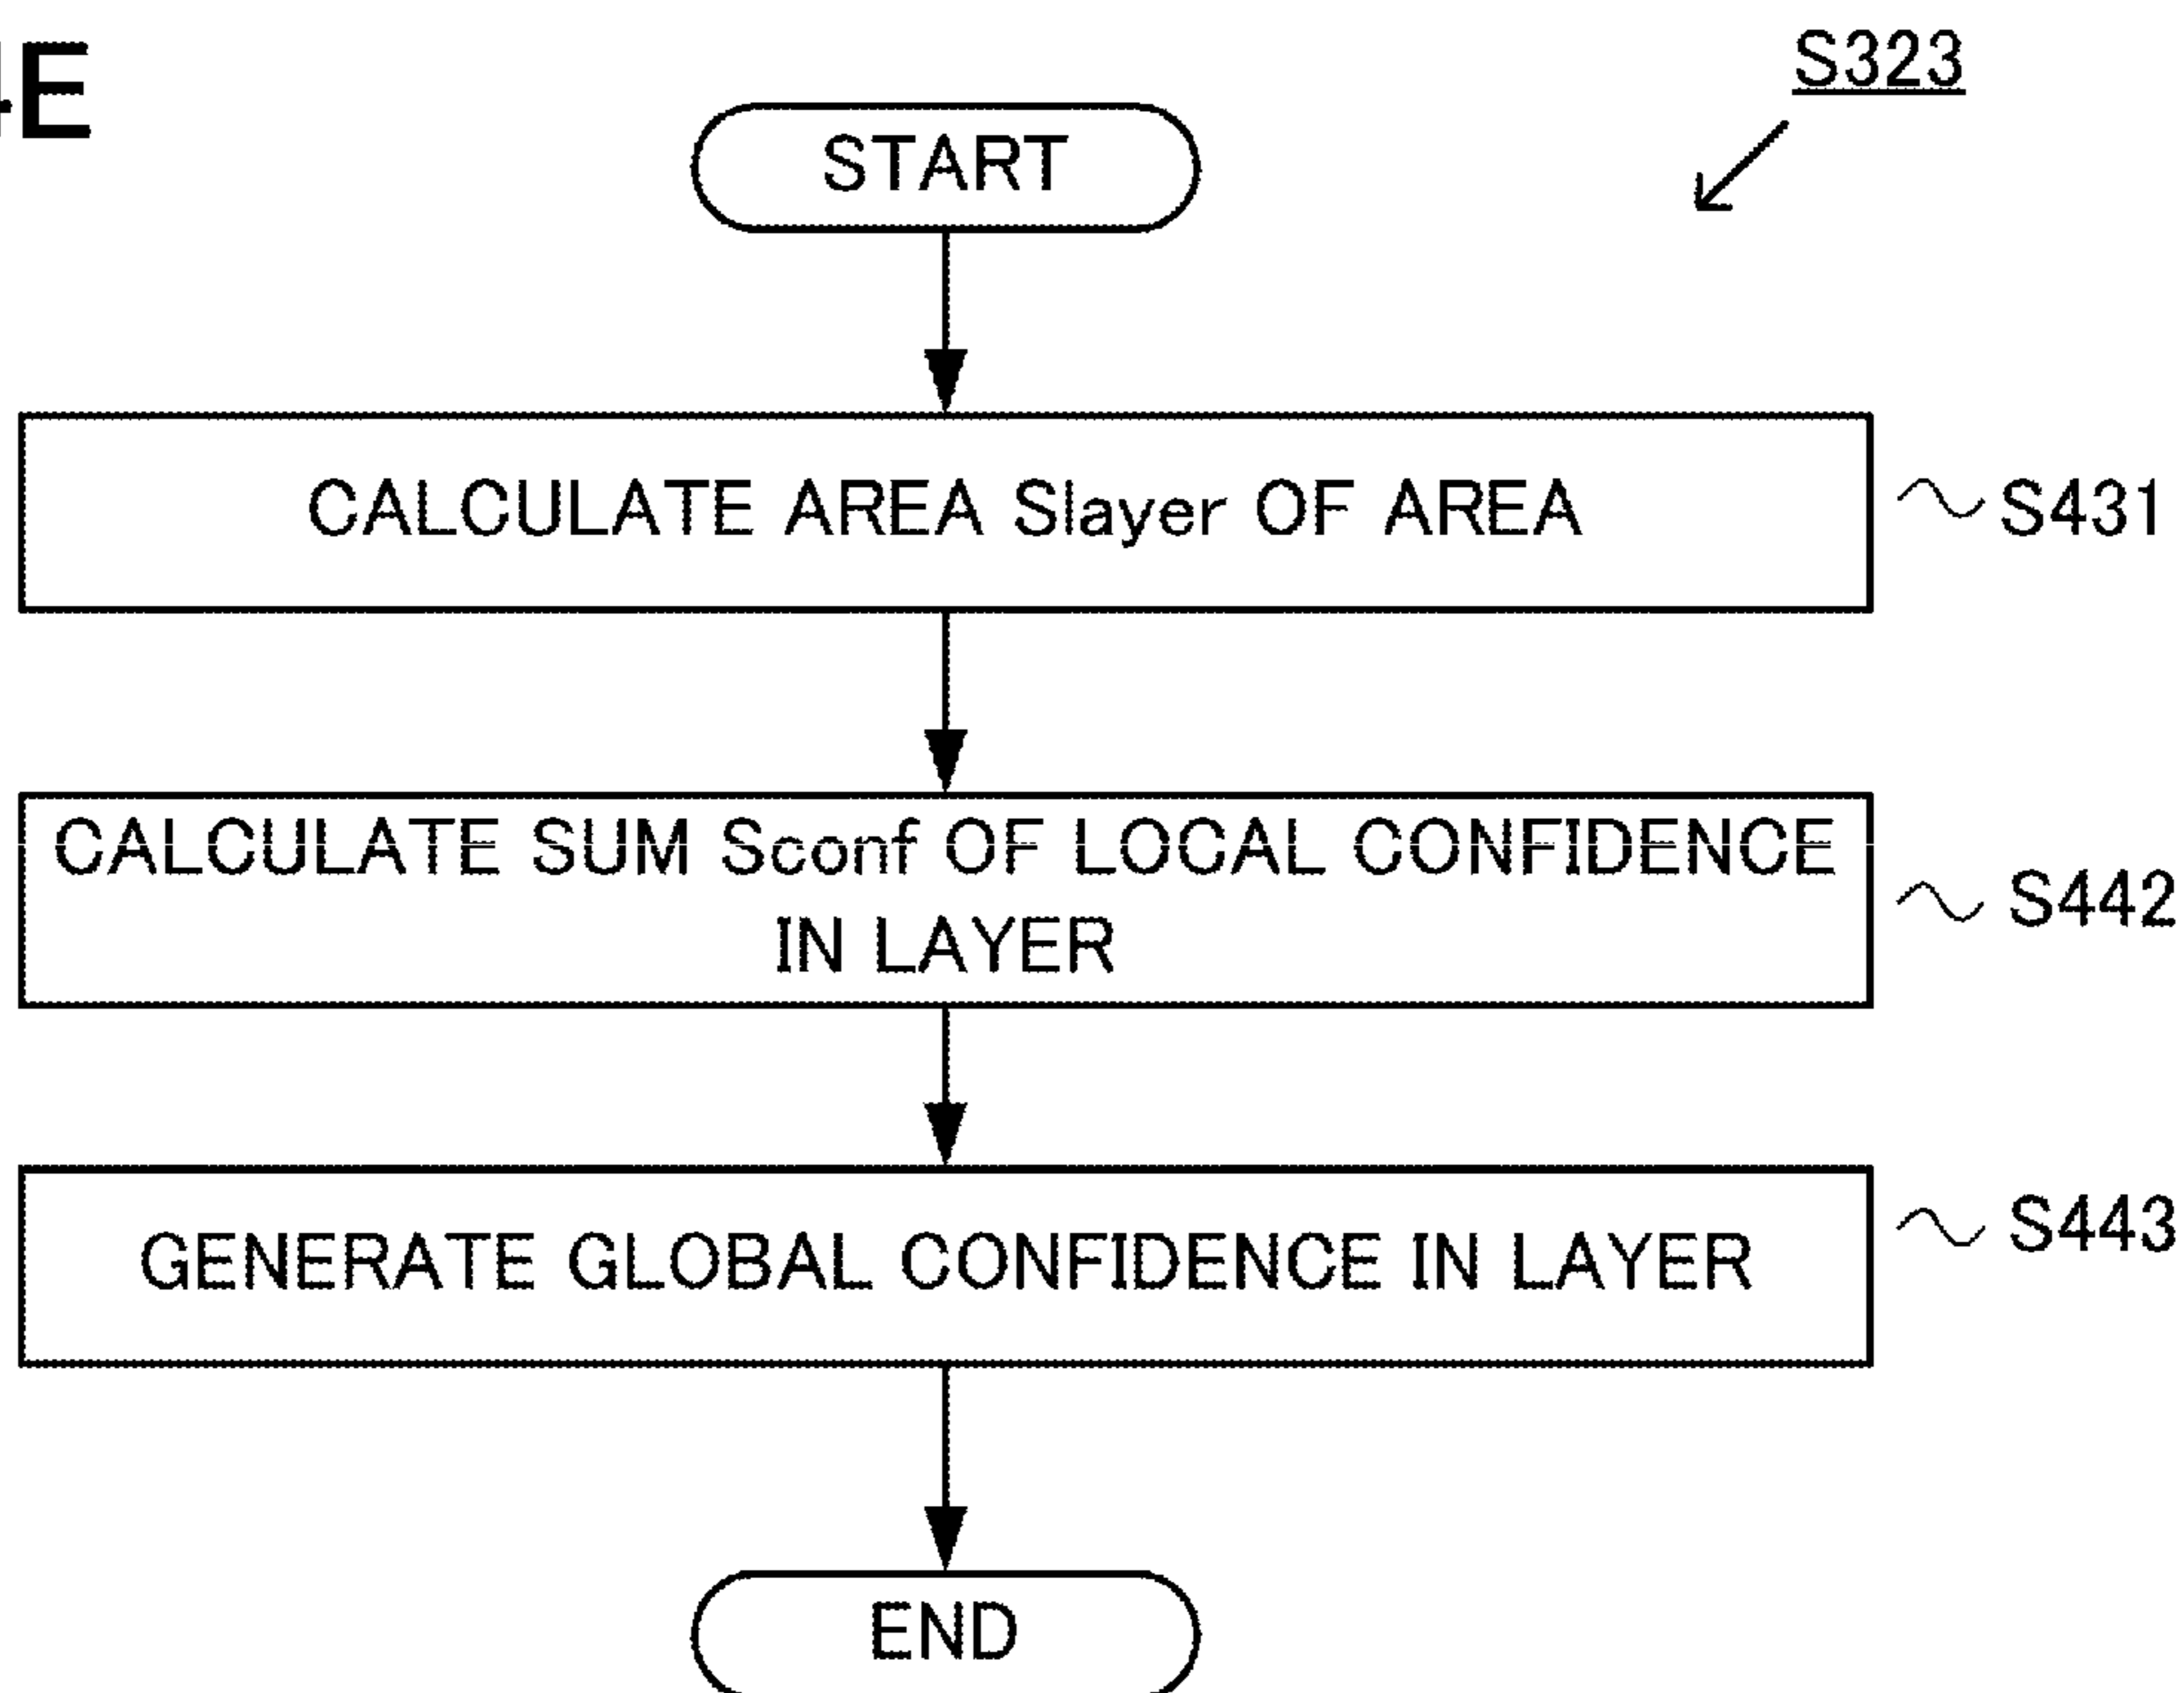 4E
S323
START
CALCULATE AREA Slayer OF AREA
S431
CALCULATE SUM Sconf OF LOCAL CONFIDENCE
IN LAYER
S442
GENERATE GLOBAL CONFIDENCE IN LAYER
S443
END